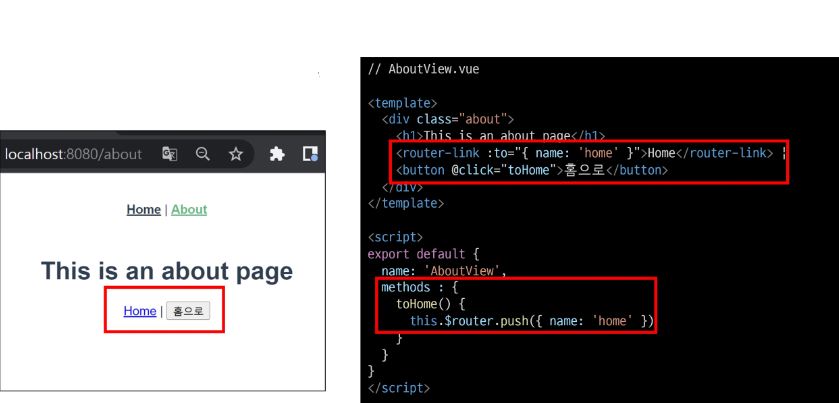 localhost:8080/about
Home | About
This is an about page
Home | 홈으로
// AboutView.vue
<template>
<div class="about">
<h1>This is an about page</h1>
<router-link :to="{ name: 'home' }">Home</router-link> |
<button @click="toHome">홈으로</button>
</div>
</template>
<script>
export default {
name: 'AboutView',
methods : {
toHome() {
this.$router.push({ name: 'home' })
}
}
}
</script>